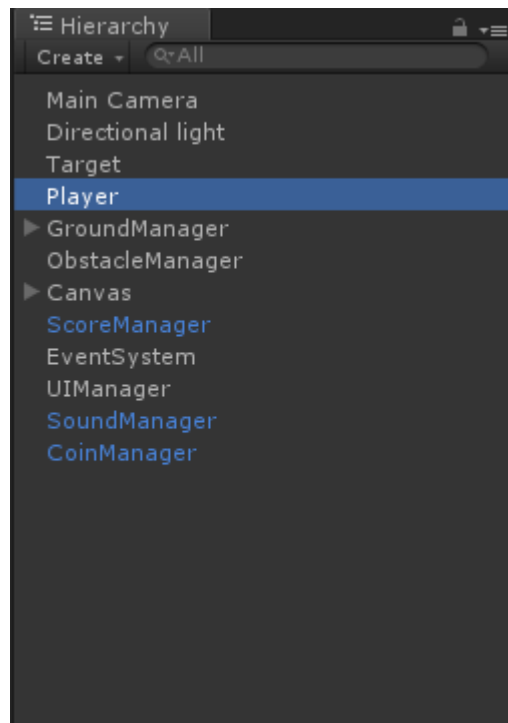 Hierarchy
Create All
Main Camera
Directional light
Target
Player
GroundManager
ObstacleManager
Canvas
ScoreManager
EventSystem
UIManager
SoundManager
CoinManager